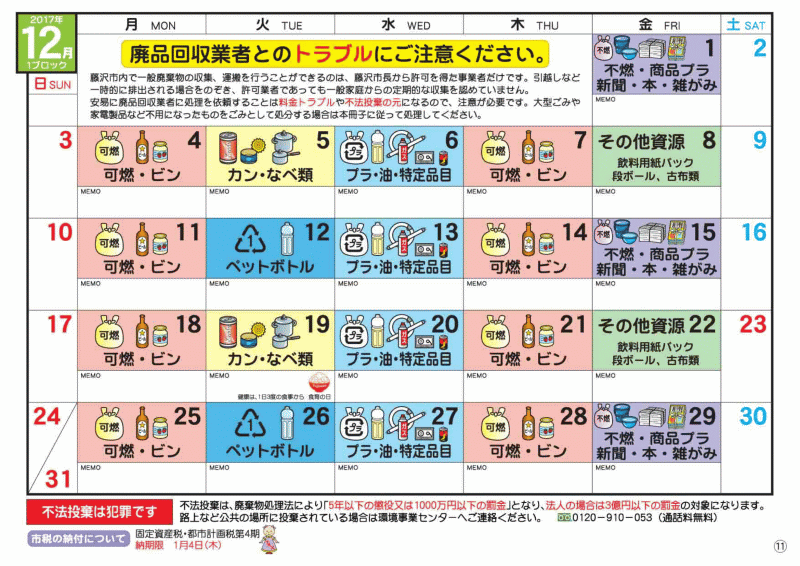 2017年
12月
1ブロック
月 MON
火 TUE
水 WED
木 THU
金 FRI
土 SAT
日 SUN
廃品回収業者とのトラブルにご注意ください。
藤沢市内で一般廃棄物の収集、運搬を行うことができるのは、藤沢市長から許可を得た事業者だけです。引越しなど
一時的に排出される場合をのぞき、許可業者であっても一般家庭からの定期的な収集を認めていません。
安易に廃品回収業者に処理を依頼することは料金トラブルや不法投棄の元になるので、注意が必要です。大型ごみや
家電製品など不用になったものをごみとして処分する場合は本冊子に従って処理してください。
不燃 1
不燃・商品プラ
新聞・本・雑がみ
MEMO
2
3
可燃 4
可燃・ビン
MEMO
5
カン・なべ類
MEMO
プラ 6
プラ・油・特定品目
MEMO
可燃 7
可燃・ビン
MEMO
その他資源 8
飲料用紙パック
段ボール、古布類
MEMO
9
10
可燃 11
可燃・ビン
MEMO
1 12
ペットボトル
MEMO
プラ 13
プラ・油・特定品目
MEMO
可燃 14
可燃・ビン
MEMO
不燃 15
不燃・商品プラ
新聞・本・雑がみ
MEMO
16
17
可燃 18
可燃・ビン
MEMO
19
カン・なべ類
MEMO
健康は、1日3度の食事から 食育の日
プラ 20
プラ・油・特定品目
MEMO
可燃 21
可燃・ビン
MEMO
その他資源 22
飲料用紙パック
段ボール、古布類
MEMO
23
24
31
可燃 25
可燃・ビン
MEMO
1 26
ペットボトル
MEMO
プラ 27
プラ・油・特定品目
MEMO
可燃 28
可燃・ビン
MEMO
不燃 29
不燃・商品プラ
新聞・本・雑がみ
MEMO
30
不法投棄は犯罪です
不法投棄は、廃棄物処理法により「5年以下の懲役又は1000万円以下の罰金」となり、法人の場合は3億円以下の罰金の対象になります。
路上など公共の場所に投棄されている場合は環境事業センターへご連絡ください。 0120-910-053（通話料無料）
市税の納付について
固定資産税・都市計画税第4期
納期限 1月4日(木)
11